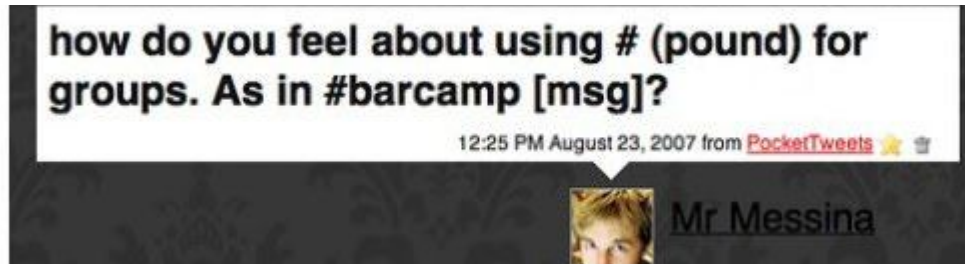 how do you feel about using # (pound) for
groups. As in #barcamp [msg]?
12:25 PM August 23, 2007 from PocketTweets
Mr Messina